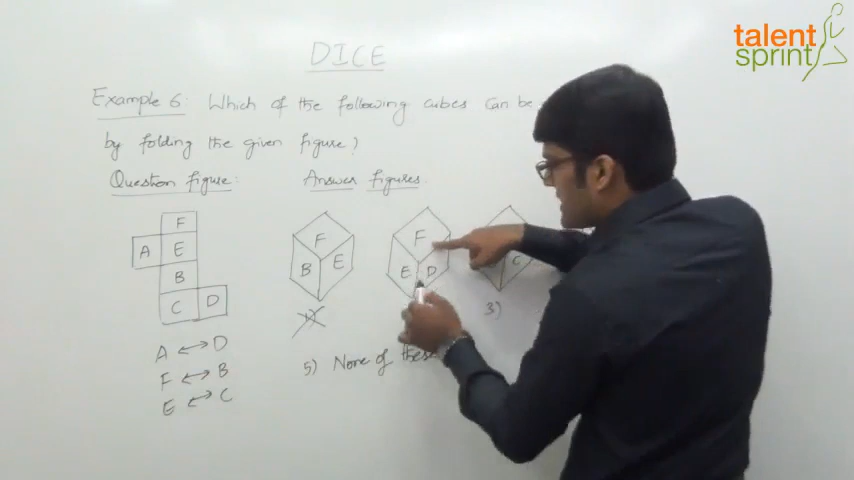 talent
sprint
DICE
Example 6: Which of the following cubes can be
by folding the given figure?
Question figure: Answer figures
F
A E
B
C D
F
B E
F
E D
C
1)
3)
5) None of these
A ↔ D
F ↔ B
E ↔ C